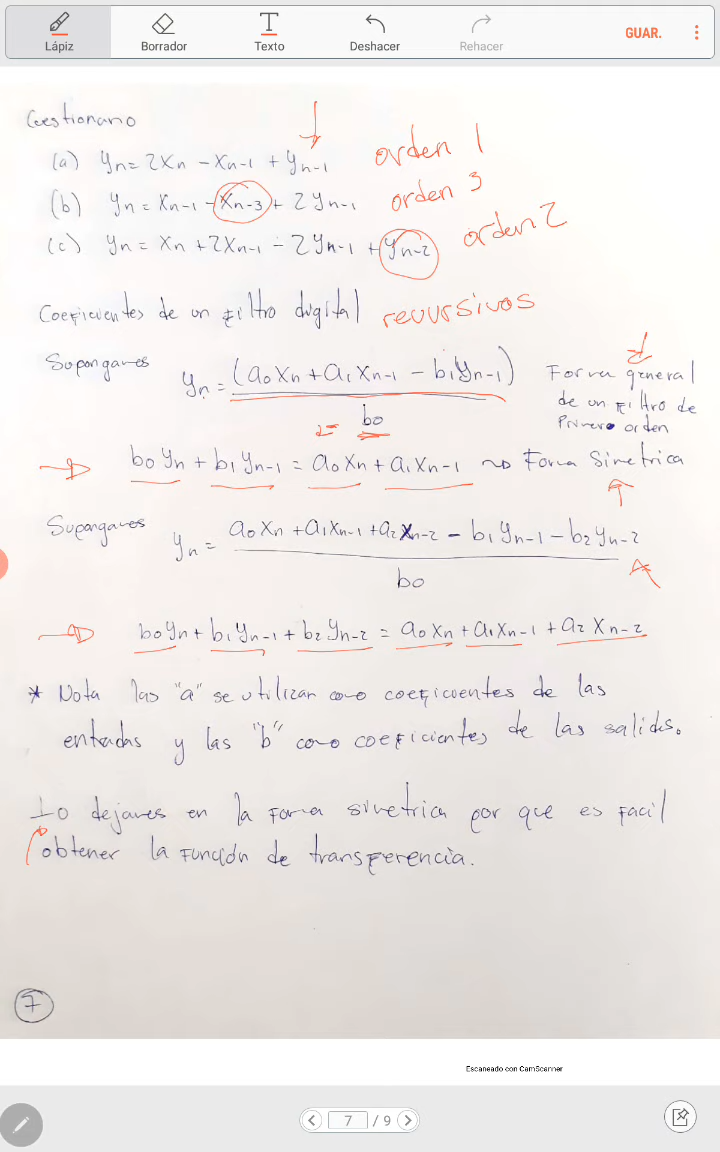 Lápiz Borrador Texto Deshacer Rehacer GUAR.
Cuestionario
(a) yn = 2xn - xn-1 + yn-1 orden 1
(b) yn = xn-1 - xn-3 + 2yn-1 orden 3
(c) yn = xn + 2xn-1 - 2yn-1 + yn-2 orden 2
Coeficientes de un filtro digital recursivos
Supongamos yn = (a0xn + a1xn-1 - b1yn-1) / b0
Forma general
de un filtro de
Primero orden
b0yn + b1yn-1 = a0xn + a1xn-1 ~> Forma Simetrica
Supongamos yn = a0xn + a1xn-1 + a2xn-2 - b1yn-1 - b2yn-2 / b0
b0yn + b1yn-1 + b2yn-2 = a0xn + a1xn-1 + a2xn-2
* Nota las "a" se utilizan como coeficientes de las
entradas y las "b" como coeficientes de las salidas.
Lo dejamos en la forma simetrica por que es facil
obtener la función de transferencia.
7
Escaneado con CamScanner
7 / 9